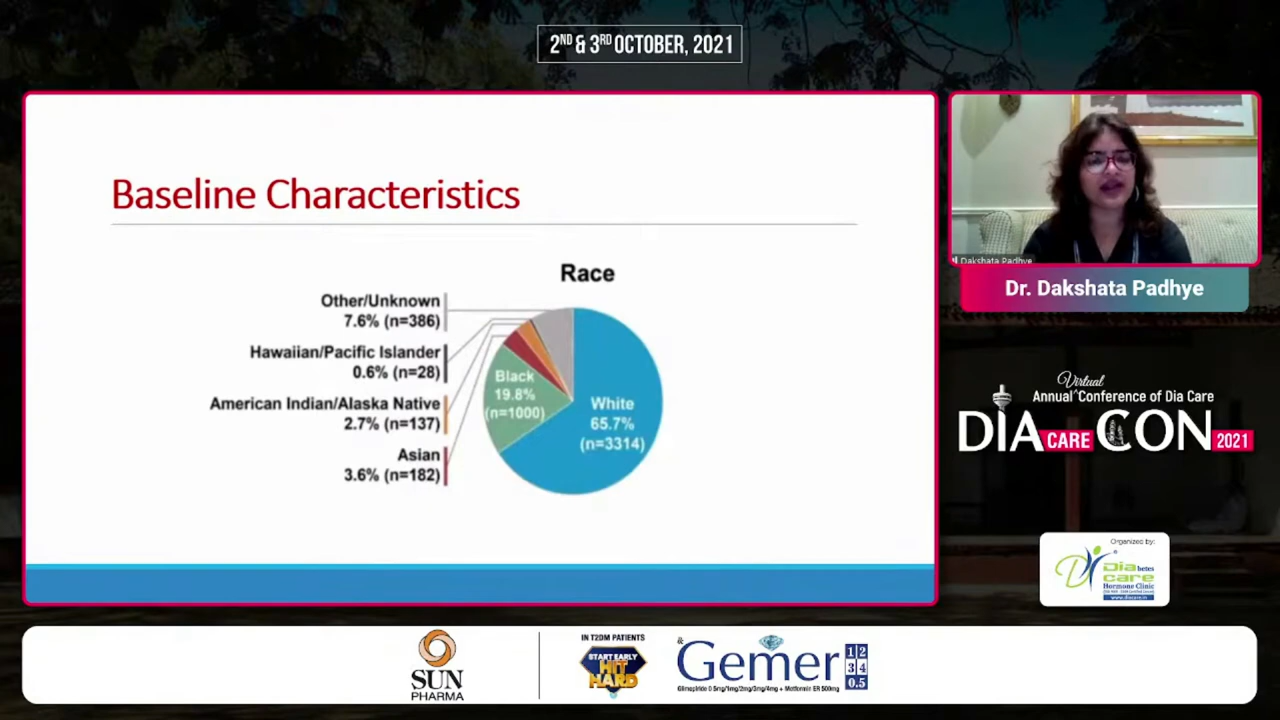 2ND & 3RD OCTOBER, 2021
Baseline Characteristics
Race
Other/Unknown
7.6% (n=386)
Hawaiian/Pacific Islander
0.6% (n=28)
American Indian/Alaska Native
2.7% (n=137)
Asian
3.6% (n=182)
Black
19.8%
(n=1000)
White
65.7%
(n=3314)
Dakshata Padhye
Dr. Dakshata Padhye
Virtual
Annual ^ Conference of Dia Care
DIA CARE CON 2021
Organized by:
Diabetes
care
Hormone Clinic
www.diacare.in
SUN
PHARMA
IN T2DM PATIENTS
START EARLY
HIT
HARD
&
Gemer
1 2
3 4
0.5
Glimepiride 0.5mg/1mg/2mg/3mg/4mg + Metformin ER 500mg